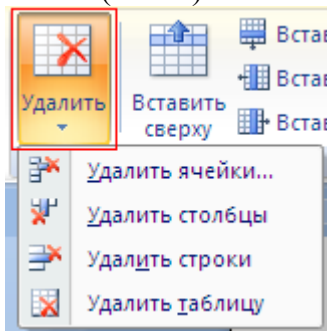 Удалить
Вставить сверху
Встав
Встав
Встав
Удалить ячейки...
Удалить столбцы
Удалить строки
Удалить таблицу